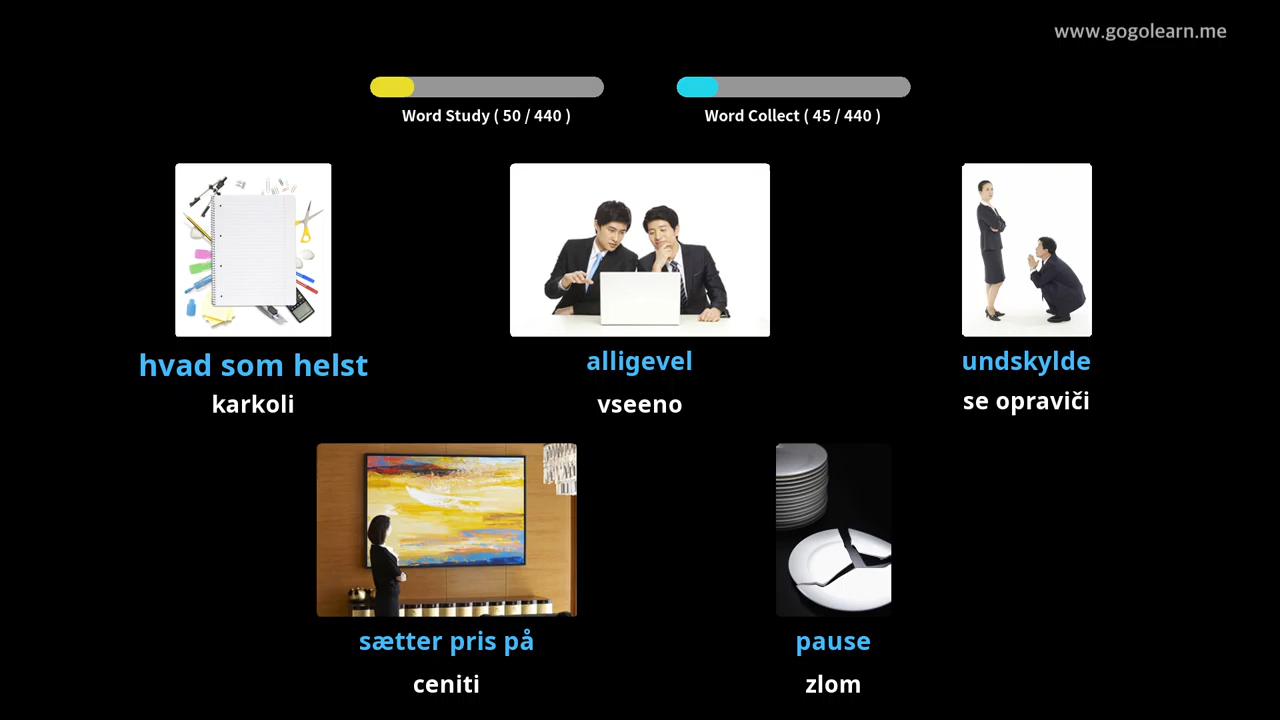 www.gogolearn.me
Word Study ( 50 / 440 )
Word Collect ( 45 / 440 )
hvad som helst
karkoli
alligevel
vseeno
undskylde
se opraviči
sætter pris på
ceniti
pause
zlom